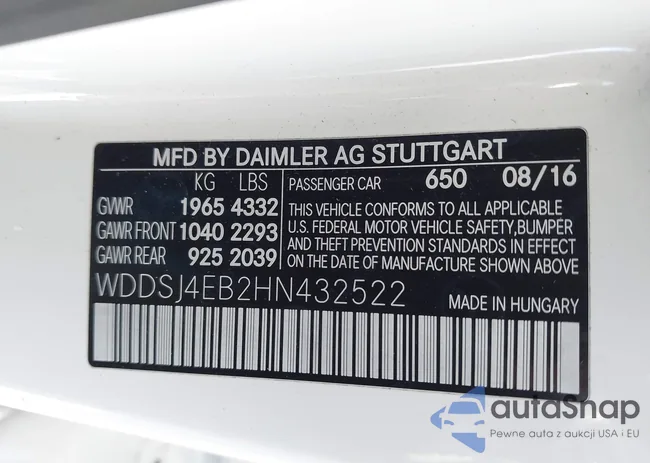 MFD BY DAIMLER AG STUTTGART
KG LBS PASSENGER CAR 650 08/16
GWR 1965 4332
GAWR FRONT 1040 2293
GAWR REAR 925 2039
THIS VEHICLE CONFORMS TO ALL APPLICABLE
U.S. FEDERAL MOTOR VEHICLE SAFETY,BUMPER
AND THEFT PREVENTION STANDARDS IN EFFECT
ON THE DATE OF MANUFACTURE SHOWN ABOVE.
WDDSJ4EB2HN432522
MADE IN HUNGARY
autaSnap
Pewne auta z aukcji USA i EU